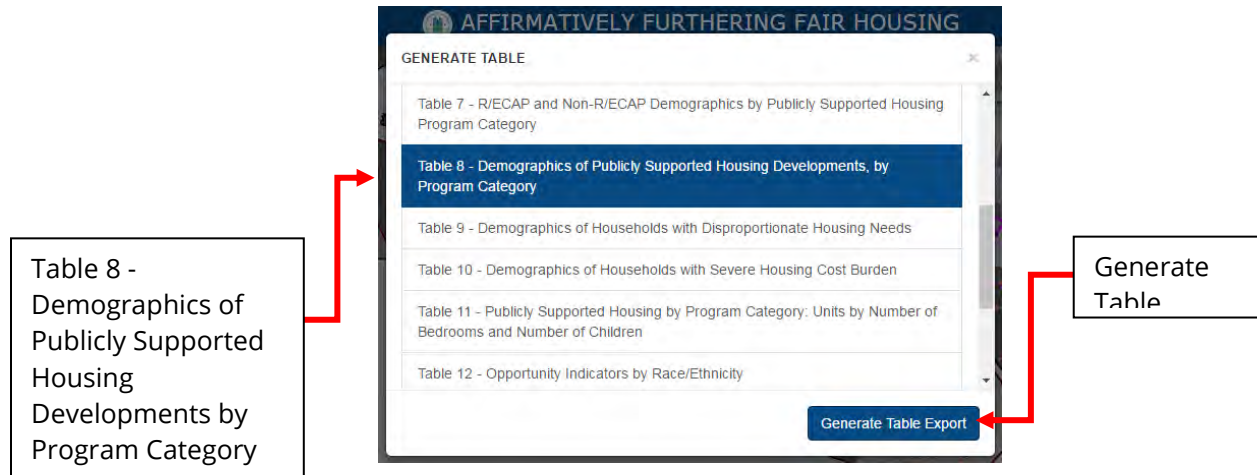 AFFIRMATIVELY FURTHERING FAIR HOUSING
GENERATE TABLE
×
Table 7 - R/ECAP and Non-R/ECAP Demographics by Publicly Supported Housing
Program Category
Table 8 - Demographics of Publicly Supported Housing Developments, by
Program Category
Table 9 - Demographics of Households with Disproportionate Housing Needs
Table 10 - Demographics of Households with Severe Housing Cost Burden
Table 11 - Publicly Supported Housing by Program Category: Units by Number of
Bedrooms and Number of Children
Table 12 - Opportunity Indicators by Race/Ethnicity
Generate Table Export
Table 8 -
Demographics of
Publicly Supported
Housing
Developments by
Program Category
Generate
Table